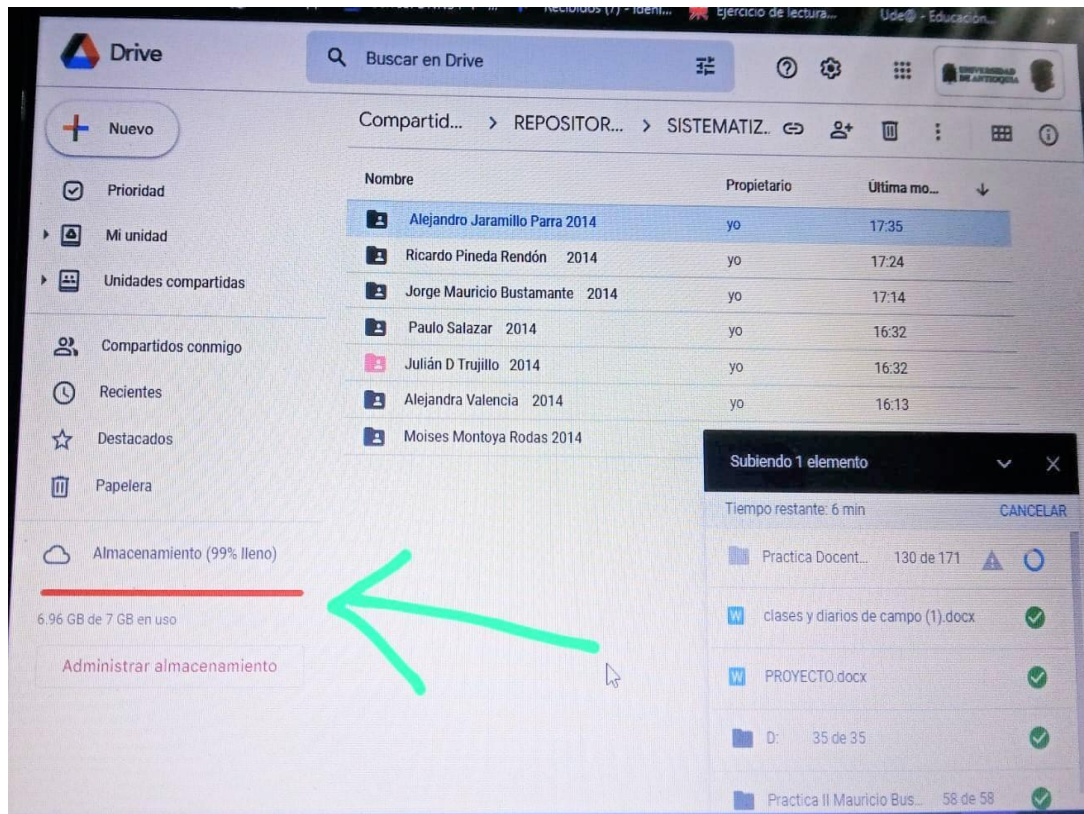 Recibidos (7) - Iden...
Ejercicio de lectura...
Ude@ - Educación...
Drive
Buscar en Drive
UNIVERSIDAD
DE ANTIOQUIA
Nuevo
Compartid... > REPOSITOR... > SISTEMATIZ..
Prioridad
Mi unidad
Unidades compartidas
Compartidos conmigo
Recientes
Destacados
Papelera
Almacenamiento (99% lleno)
6.96 GB de 7 GB en uso
Administrar almacenamiento
Nombre Propietario Última mo...
Alejandro Jaramillo Parra 2014 yo 17:35
Ricardo Pineda Rendón 2014 yo 17:24
Jorge Mauricio Bustamante 2014 yo 17:14
Paulo Salazar 2014 yo 16:32
Julián D Trujillo 2014 yo 16:32
Alejandra Valencia 2014 yo 16:13
Moises Montoya Rodas 2014
Subiendo 1 elemento
Tiempo restante: 6 min CANCELAR
Practica Docent... 130 de 171
W clases y diarios de campo (1).docx
W PROYECTO.docx
D: 35 de 35
Practica II Mauricio Bus... 58 de 58